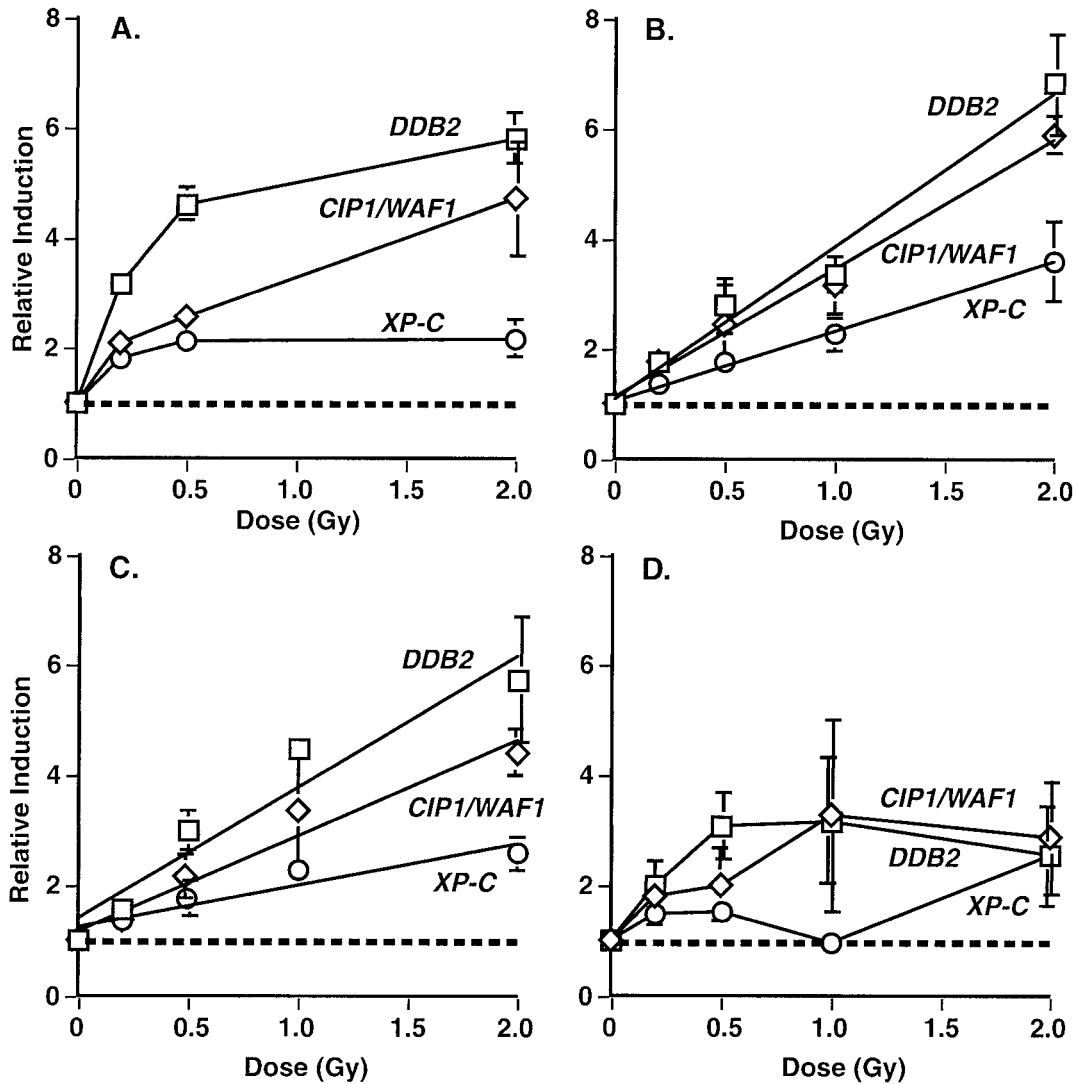 A.
8
6
4
2
0
Relative Induction
DDB2
CIP1/WAF1
XP-C
0 0.5 1.0 1.5 2.0
Dose (Gy)
B.
8
6
4
2
0
DDB2
CIP1/WAF1
XP-C
0 0.5 1.0 1.5 2.0
Dose (Gy)
C.
8
6
4
2
0
Relative Induction
DDB2
CIP1/WAF1
XP-C
0 0.5 1.0 1.5 2.0
Dose (Gy)
D.
8
6
4
2
0
CIP1/WAF1
DDB2
XP-C
0 0.5 1.0 1.5 2.0
Dose (Gy)